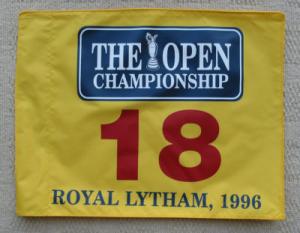 THE OPEN
CHAMPIONSHIP
18
ROYAL LYTHAM, 1996